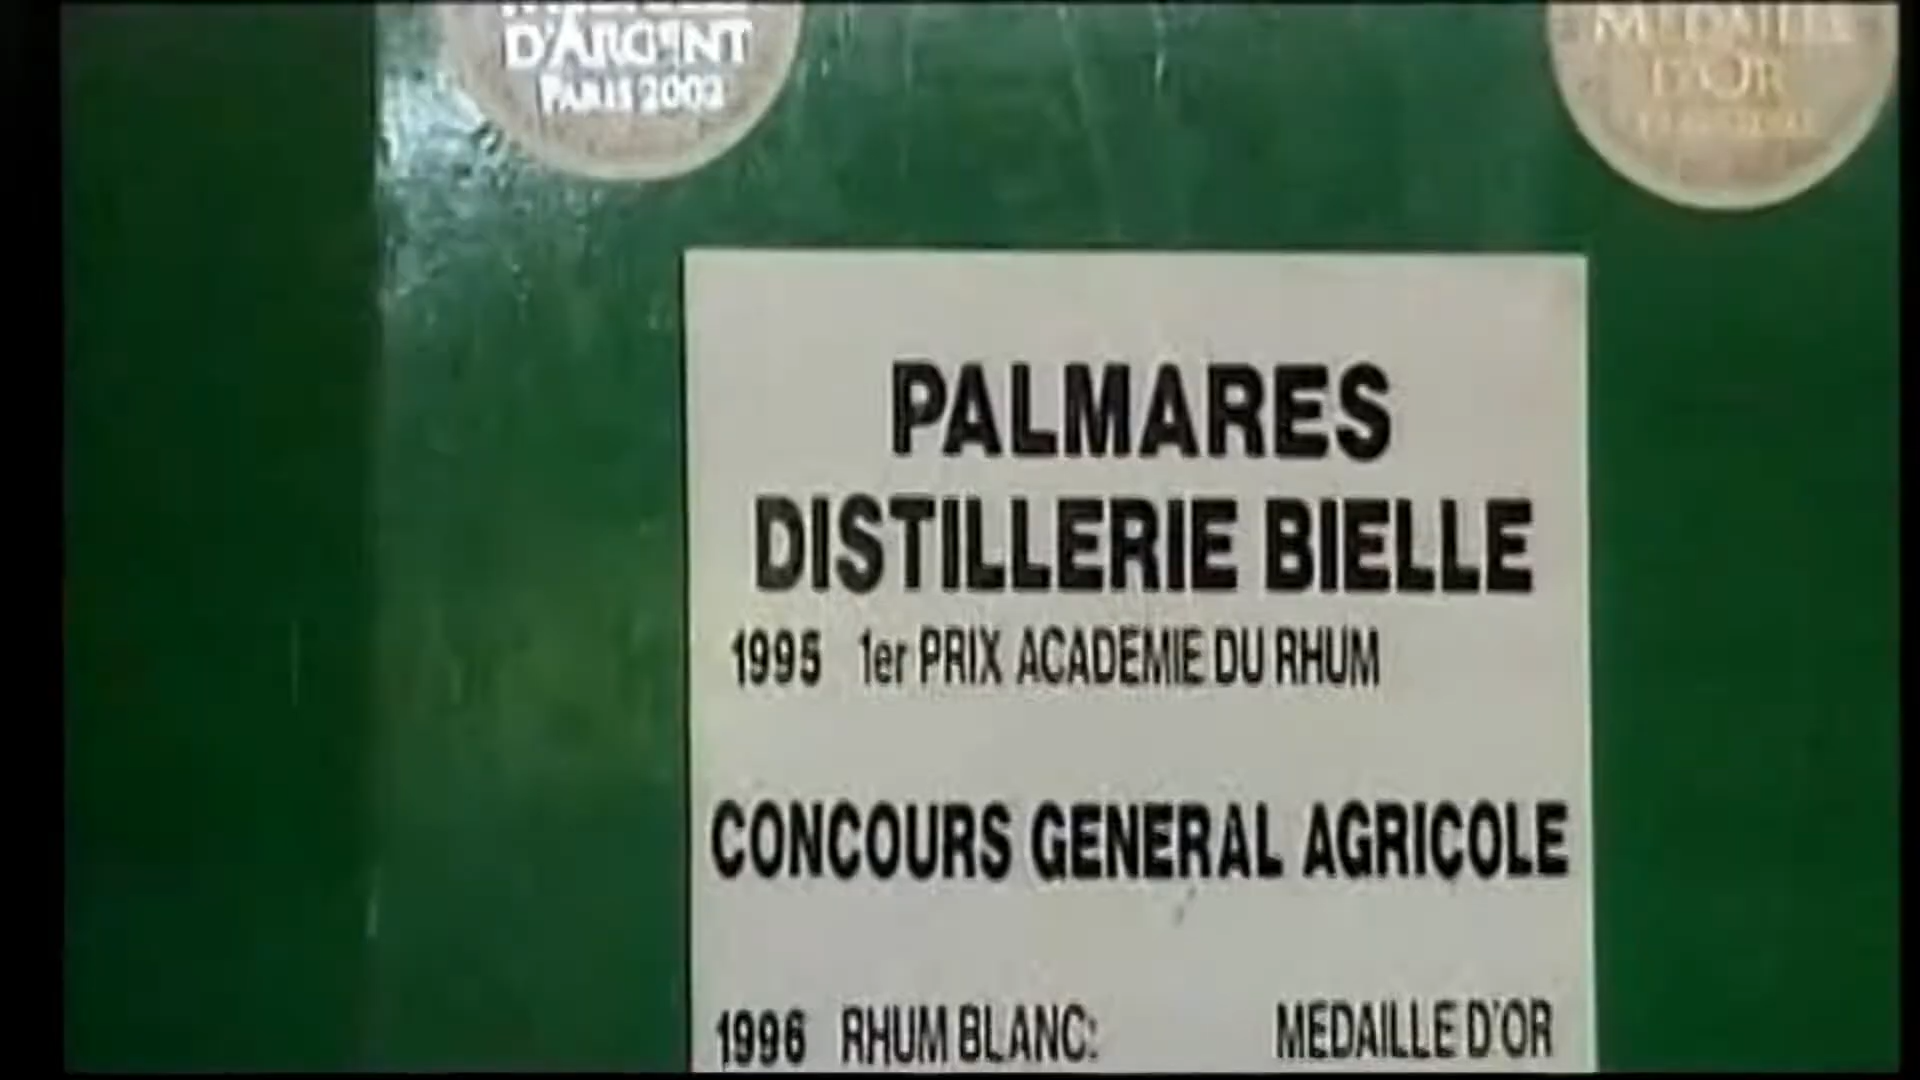 D'ARGENT
PARIS 2002
MEDAILLE
D'OR
PALMARES
DISTILLERIE BIELLE
1995 1er PRIX ACADEMIE DU RHUM
CONCOURS GENERAL AGRICOLE
1996 RHUM BLANC: MEDAILLE D'OR